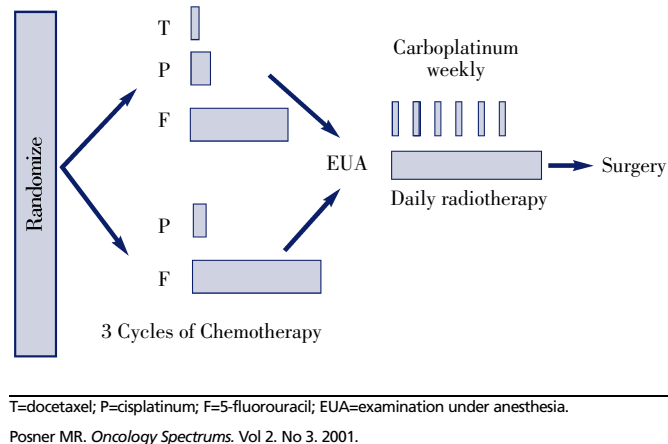 Randomize
T
P
F
P
F
3 Cycles of Chemotherapy
EUA
Carboplatinum
weekly
Daily radiotherapy
Surgery
T=docetaxel; P=cisplatinum; F=5-fluorouracil; EUA=examination under anesthesia.
Posner MR. Oncology Spectrums. Vol 2. No 3. 2001.